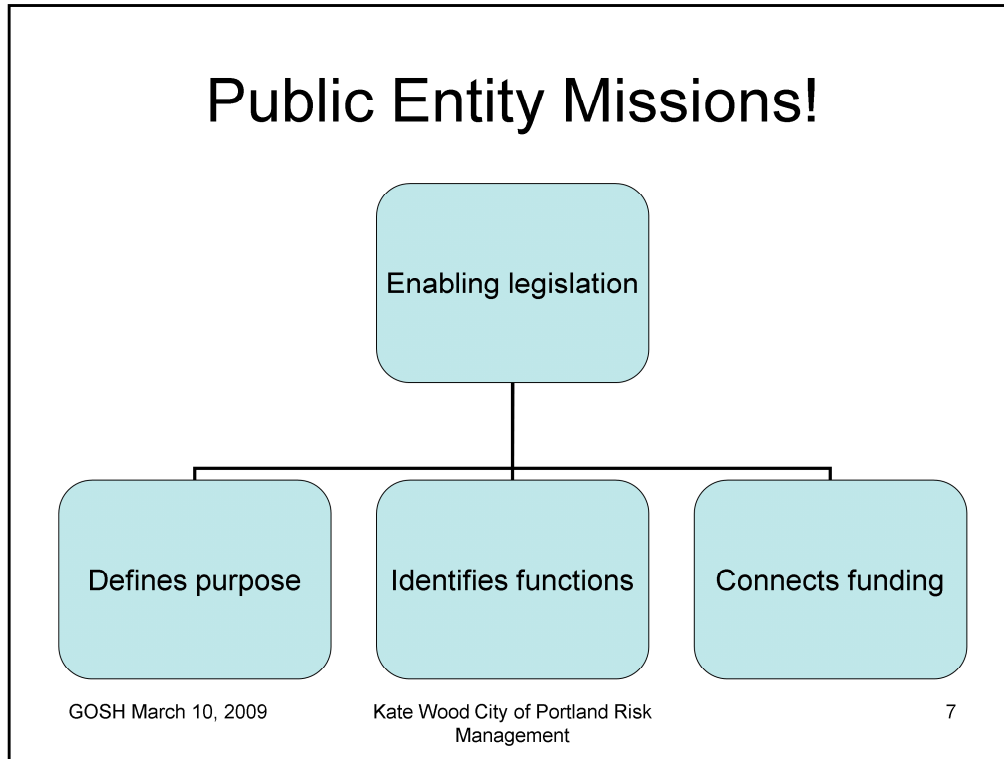 Public Entity Missions!
Enabling legislation
Defines purpose
Identifies functions
Connects funding
GOSH March 10, 2009
Kate Wood City of Portland Risk
Management
7